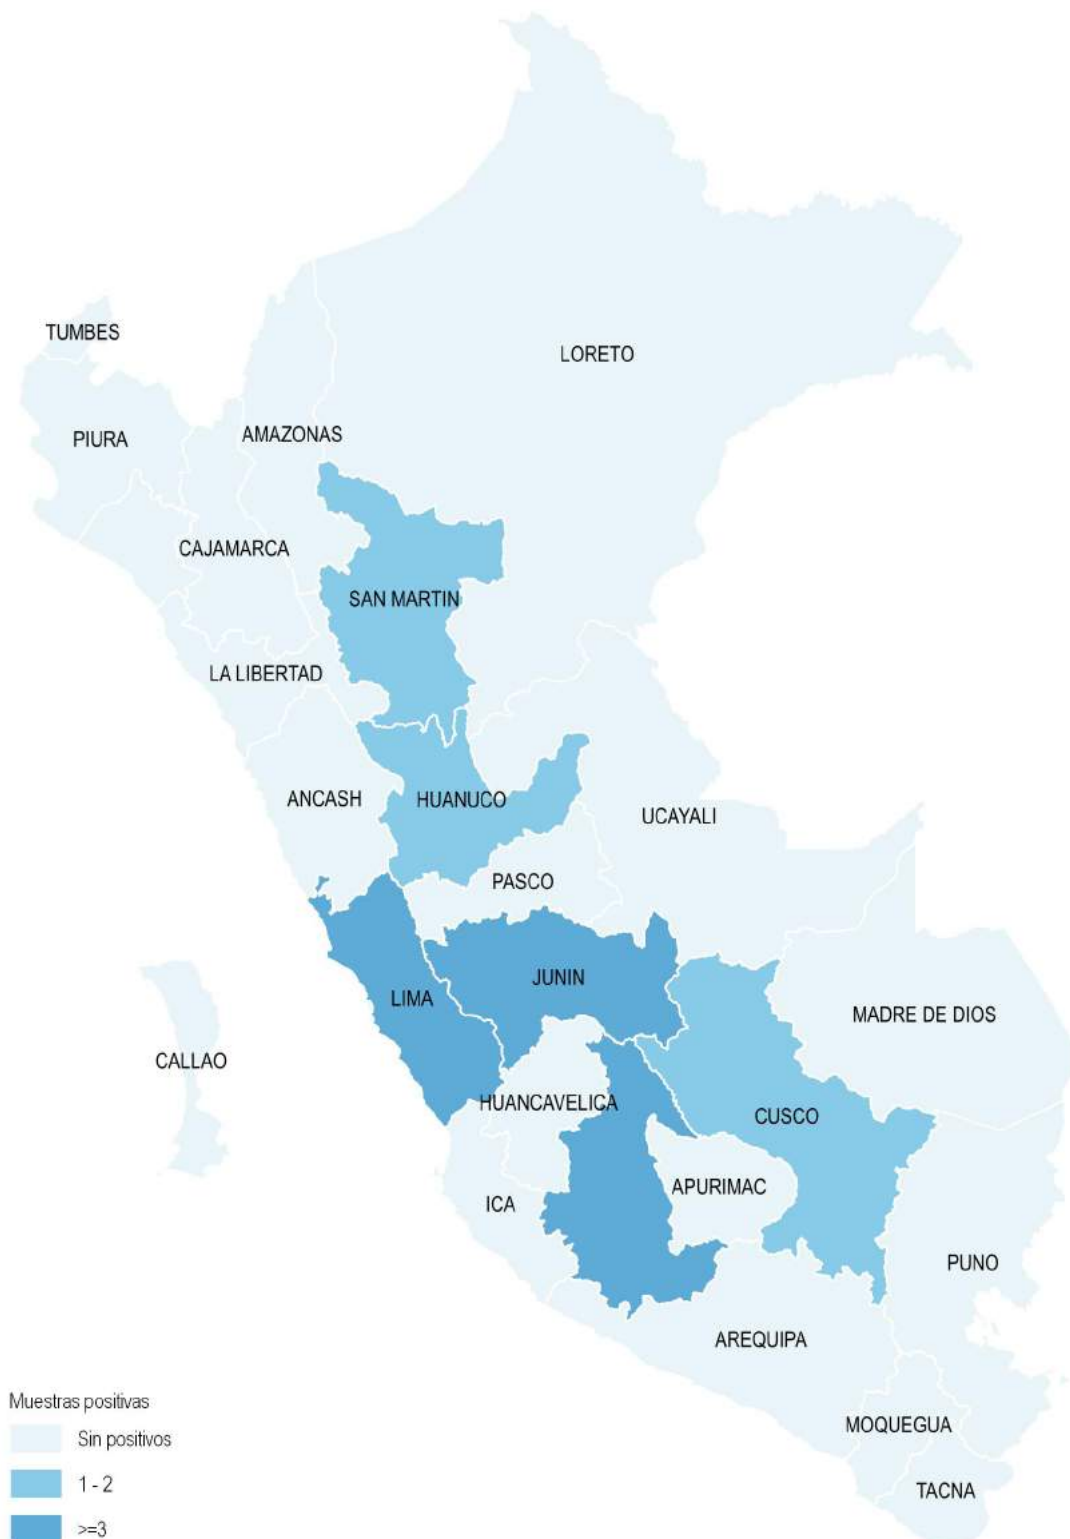 TUMBES
LORETO
PIURA
AMAZONAS
CAJAMARCA
SAN MARTIN
LA LIBERTAD
ANCASH
HUANUCO
UCAYALI
PASCO
JUNIN
LIMA
MADRE DE DIOS
CALLAO
HUANCAVELICA
CUSCO
APURIMAC
ICA
PUNO
AREQUIPA
Muestras positivas
Sin positivos
MOQUEGUA
1 - 2
TACNA
>=3